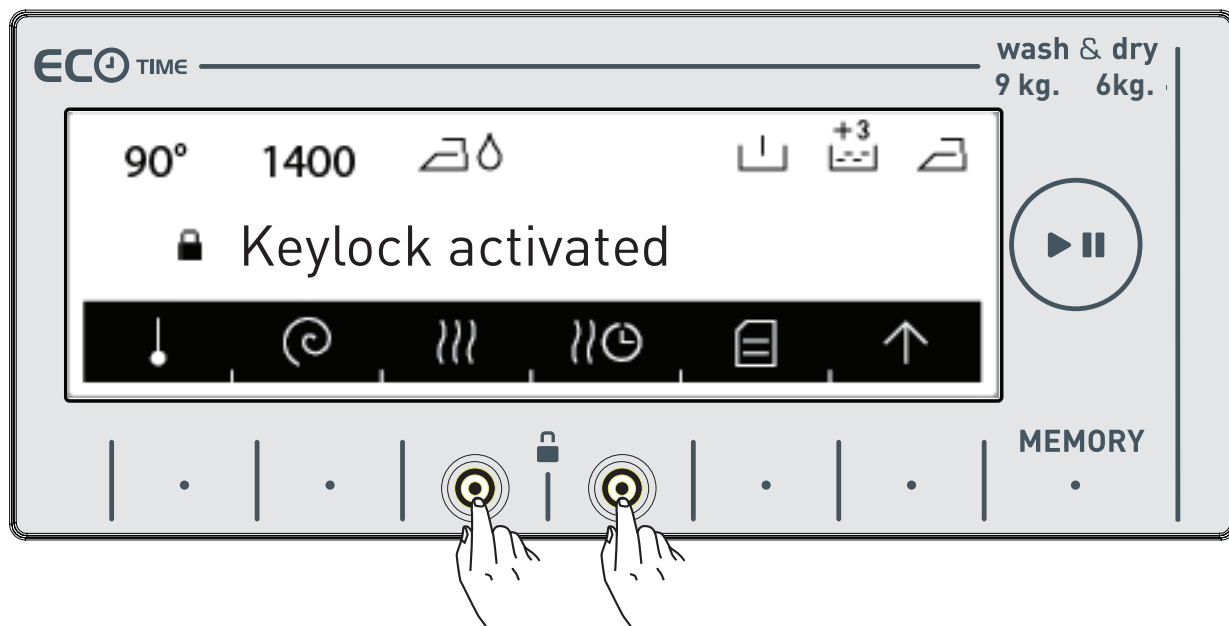 ECO TIME
wash & dry
9 kg. 6kg.
90° 1400
+3
Keylock activated
MEMORY